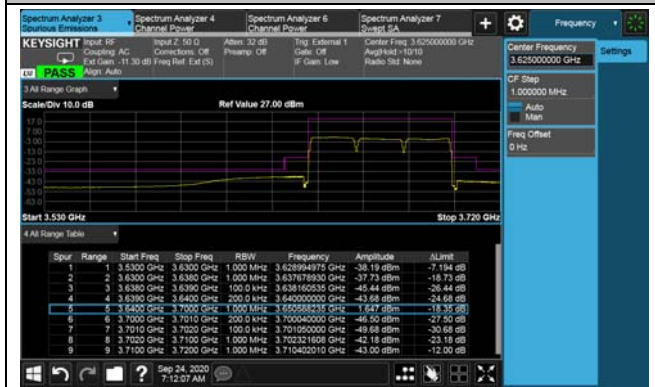 Spectrum Analyzer 3
Spurious Emissions
Spectrum Analyzer 4
Channel Power
Spectrum Analyzer 6
Channel Power
Spectrum Analyzer 7
Swept SA
Frequency
KEYSIGHT
Input: RF
Coupling: AC
Ext Gain: -11.30 dB
Align: Auto
Input Z: 50 Ω
Corrections: Off
Freq Ref: Ext (S)
Atten: 32 dB
Preamp: Off
Trig: External 1
Gate: Off
IF Gain: Low
Center Freq: 3.625000000 GHz
Avg|Hold:>10/10
Radio Std: None
PASS
Center Frequency
3.625000000 GHz
Settings
CF Step
1.000000 MHz
Auto
Man
Freq Offset
0 Hz
3 All Range Graph
Scale/Div 10.0 dB
Ref Value 27.00 dBm
17.0
7.00
-3.00
-13.0
-23.0
-33.0
-43.0
-53.0
-63.0
Start 3.530 GHz
Stop 3.720 GHz
4 All Range Table
Spur Range Start Freq Stop Freq RBW Frequency Amplitude ΔLimit
1 1 3.5300 GHz 3.6300 GHz 1.000 MHz 3.628994975 GHz -38.19 dBm -7.194 dB
2 2 3.6300 GHz 3.6380 GHz 1.000 MHz 3.637678930 GHz -37.73 dBm -18.73 dB
3 3 3.6380 GHz 3.6390 GHz 100.0 kHz 3.638160535 GHz -45.44 dBm -26.44 dB
4 4 3.6390 GHz 3.6400 GHz 200.0 kHz 3.640000000 GHz -43.68 dBm -24.68 dB
5 5 3.6400 GHz 3.7000 GHz 1.000 MHz 3.650588235 GHz 1.647 dBm -18.35 dB
6 6 3.7000 GHz 3.7010 GHz 200.0 kHz 3.700040000 GHz -46.50 dBm -27.50 dB
7 7 3.7010 GHz 3.7020 GHz 100.0 kHz 3.701050000 GHz -49.68 dBm -30.68 dB
8 8 3.7020 GHz 3.7100 GHz 1.000 MHz 3.702321608 GHz -42.18 dBm -23.18 dB
9 9 3.7100 GHz 3.7200 GHz 1.000 MHz 3.710402010 GHz -43.00 dBm -12.00 dB
Sep 24, 2020
7:12:07 AM